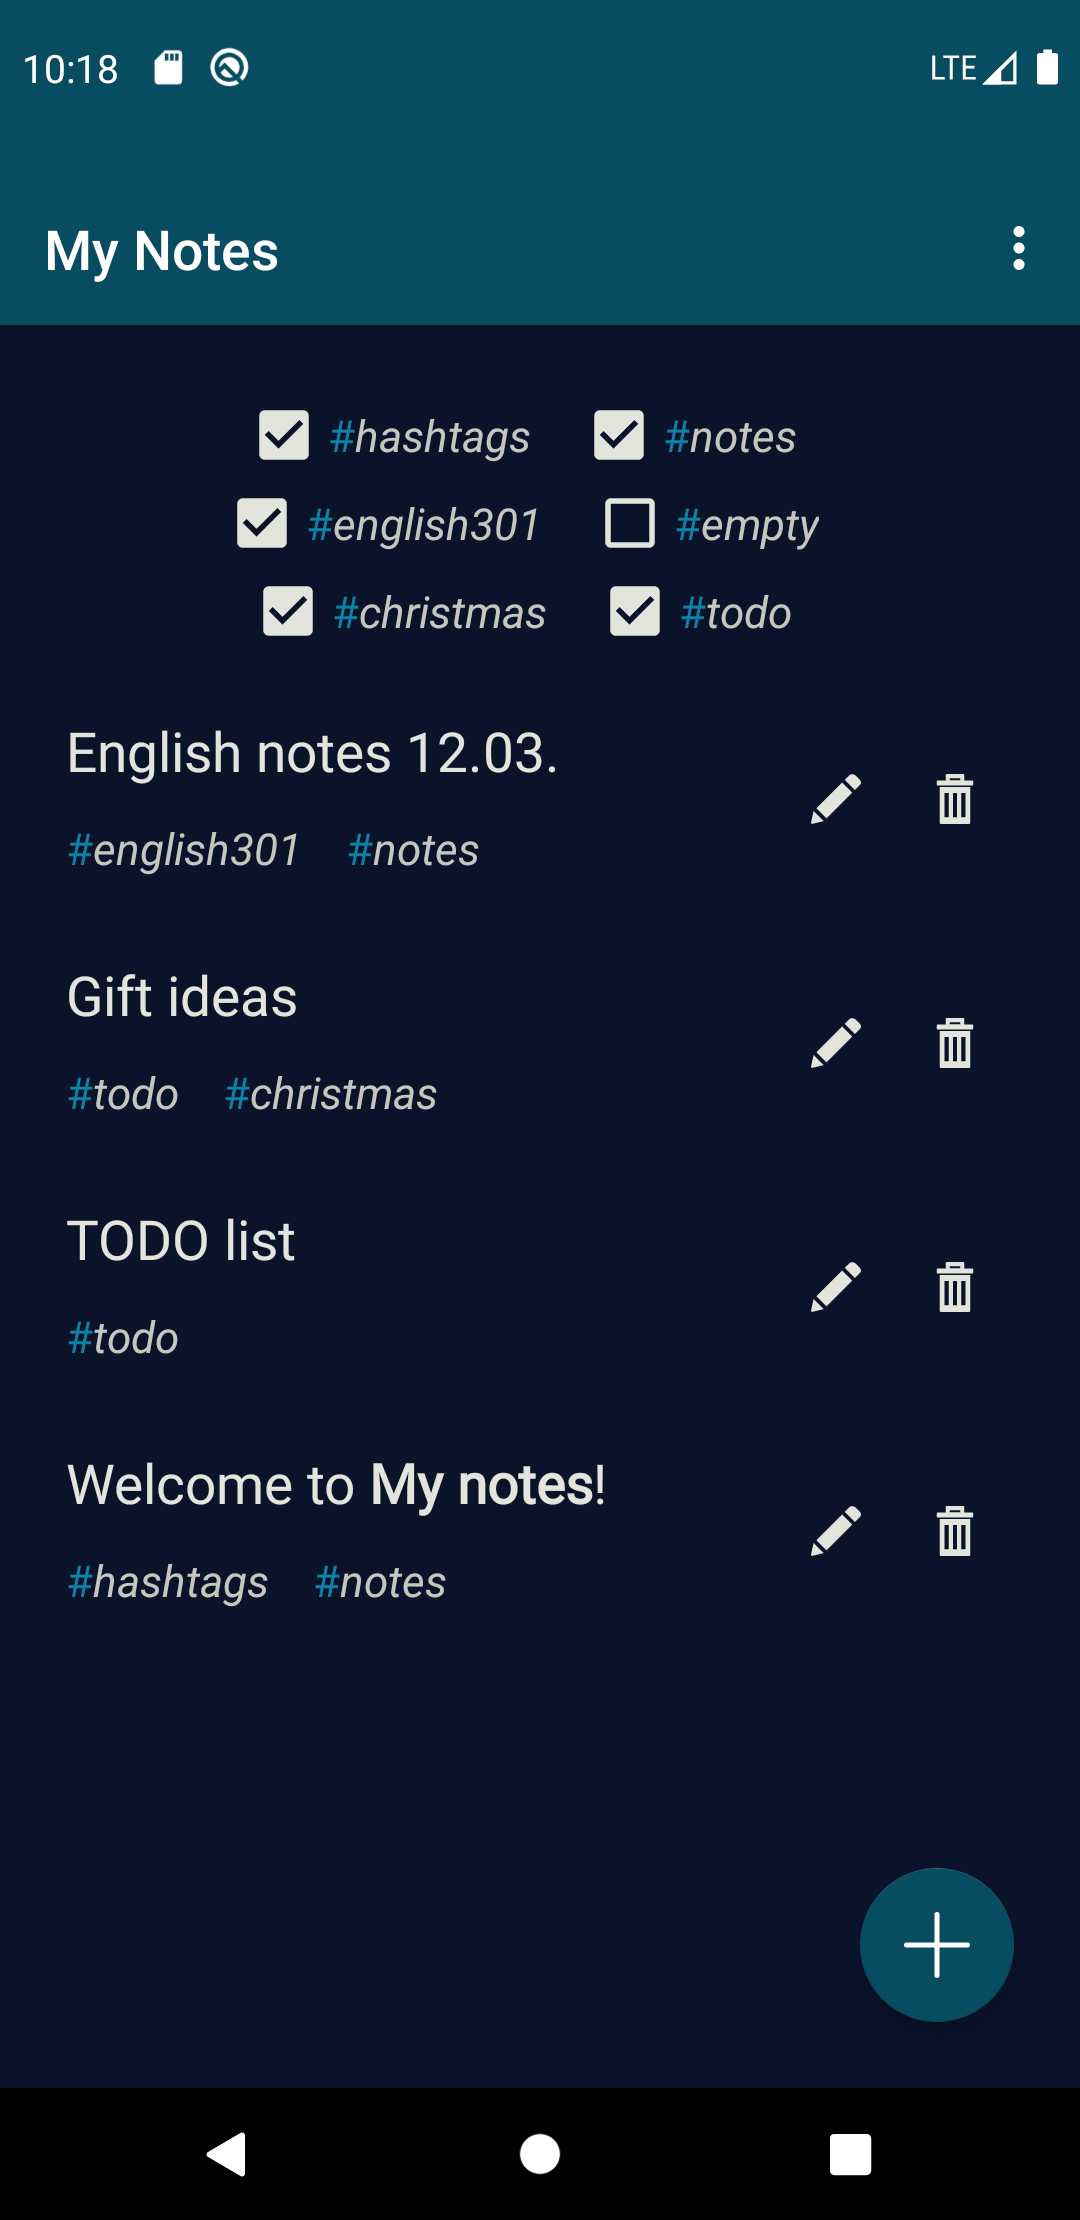 10:18 LTE
My Notes
#hashtags #notes
#english301 #empty
#christmas #todo
English notes 12.03.
#english301 #notes
Gift ideas
#todo #christmas
TODO list
#todo
Welcome to My notes!
#hashtags #notes